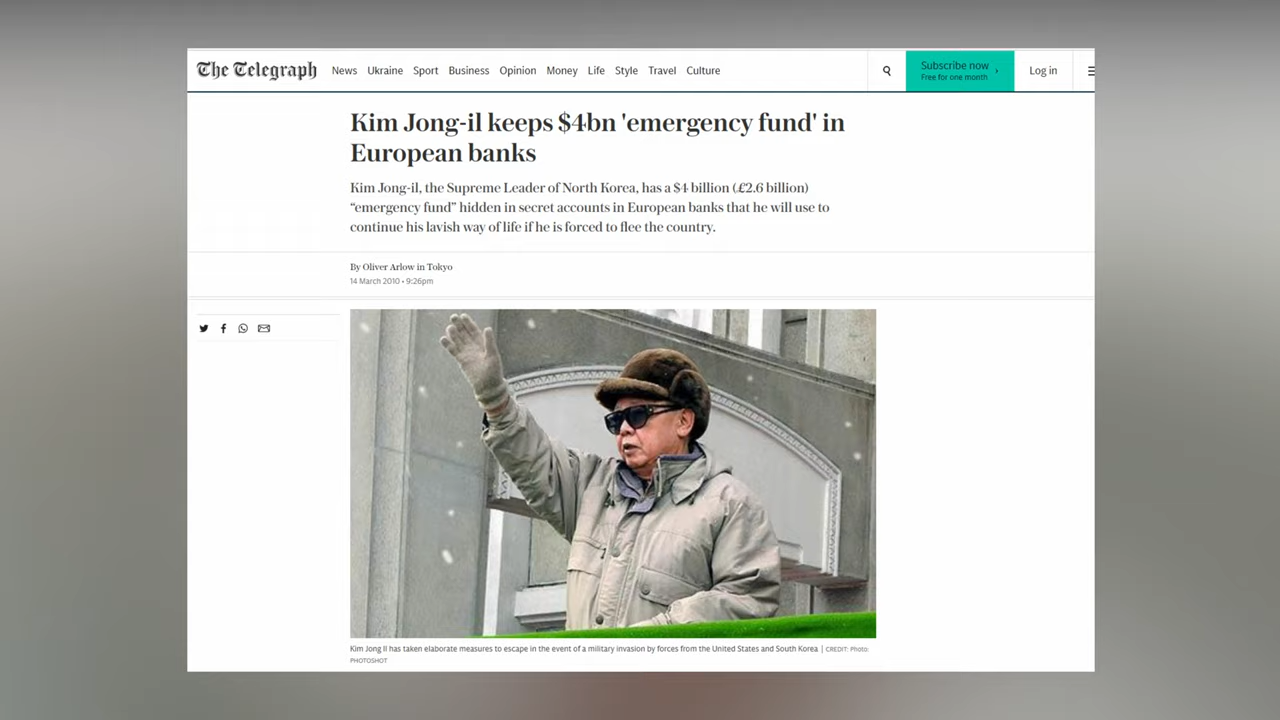 The Telegraph News Ukraine Sport Business Opinion Money Life Style Travel Culture Subscribe now › Log in
Free for one month
Kim Jong-il keeps $4bn 'emergency fund' in
European banks
Kim Jong-il, the Supreme Leader of North Korea, has a $4 billion (£2.6 billion)
“emergency fund” hidden in secret accounts in European banks that he will use to
continue his lavish way of life if he is forced to flee the country.
By Oliver Arlow in Tokyo
14 March 2010 • 9:26pm
Kim Jong Il has taken elaborate measures to escape in the event of a military invasion by forces from the United States and South Korea | CREDIT: Photo:
PHOTOSHOT